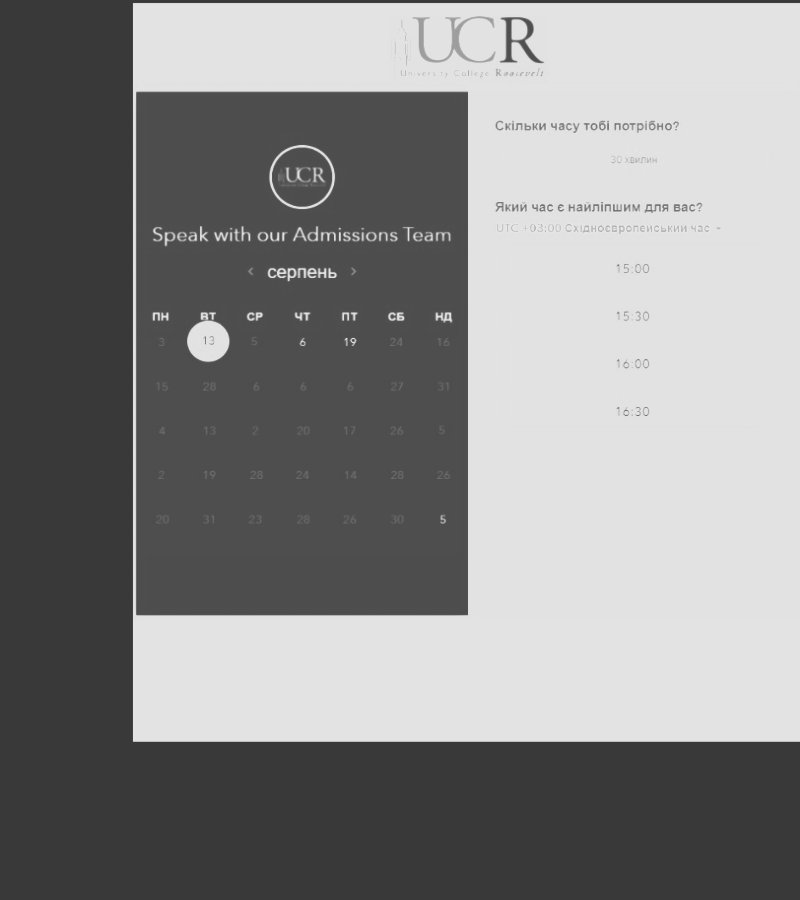 UCR
University College Roosevelt
UCR
Speak with our Admissions Team
‹ серпень ›
ПН ВТ СР ЧТ ПТ СБ НД
3 13 5 6 19 24 16
15 28 6 6 6 27 31
4 13 2 20 17 26 5
2 19 28 24 14 28 26
20 31 23 28 26 30 5
Скільки часу тобі потрібно?
30 хвилин
Який час є найліпшим для вас?
UTC +03:00 Східноєвропейський час
15:00
15:30
16:00
16:30